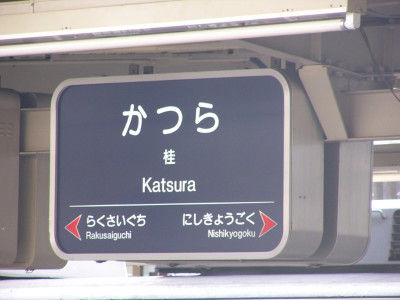 かつら
桂
Katsura
らくさいぐち にしきょうごく
Rakusaiguchi Nishikyogoku